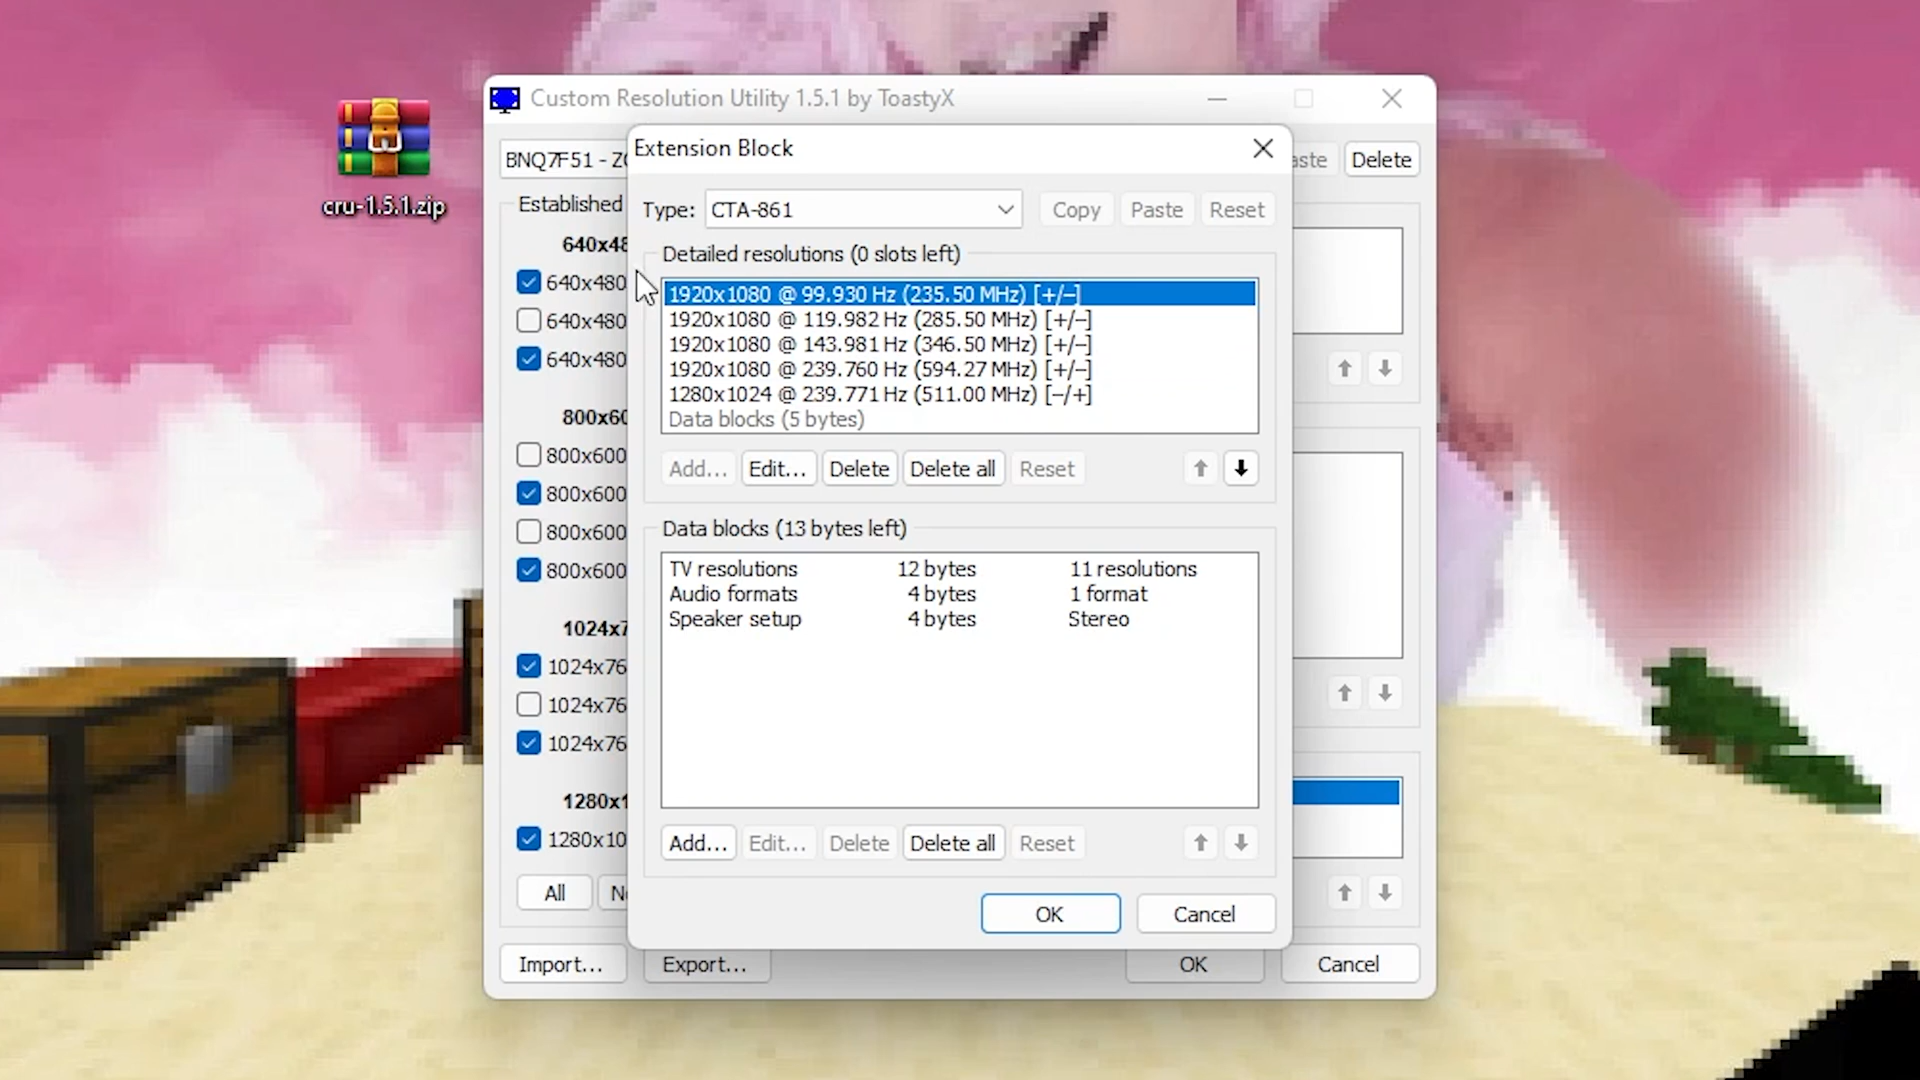 cru-1.5.1.zip
Custom Resolution Utility 1.5.1 by ToastyX
BNQ7F51 -
Delete
Established
640x48
640x480
640x480
640x480
800x60
800x600
800x600
800x600
800x600
1024x7
1024x76
1024x76
1024x76
1280x1
1280x10
All
Import...
Export...
OK
Cancel
Extension Block
Type: CTA-861
Copy
Paste
Reset
Detailed resolutions (0 slots left)
1920x1080 @ 99.930 Hz (235.50 MHz) [+/–]
1920x1080 @ 119.982 Hz (285.50 MHz) [+/–]
1920x1080 @ 143.981 Hz (346.50 MHz) [+/–]
1920x1080 @ 239.760 Hz (594.27 MHz) [+/–]
1280x1024 @ 239.771 Hz (511.00 MHz) [–/+]
Data blocks (5 bytes)
Add...
Edit...
Delete
Delete all
Reset
Data blocks (13 bytes left)
TV resolutions 12 bytes 11 resolutions
Audio formats 4 bytes 1 format
Speaker setup 4 bytes Stereo
Add...
Edit...
Delete
Delete all
Reset
OK
Cancel